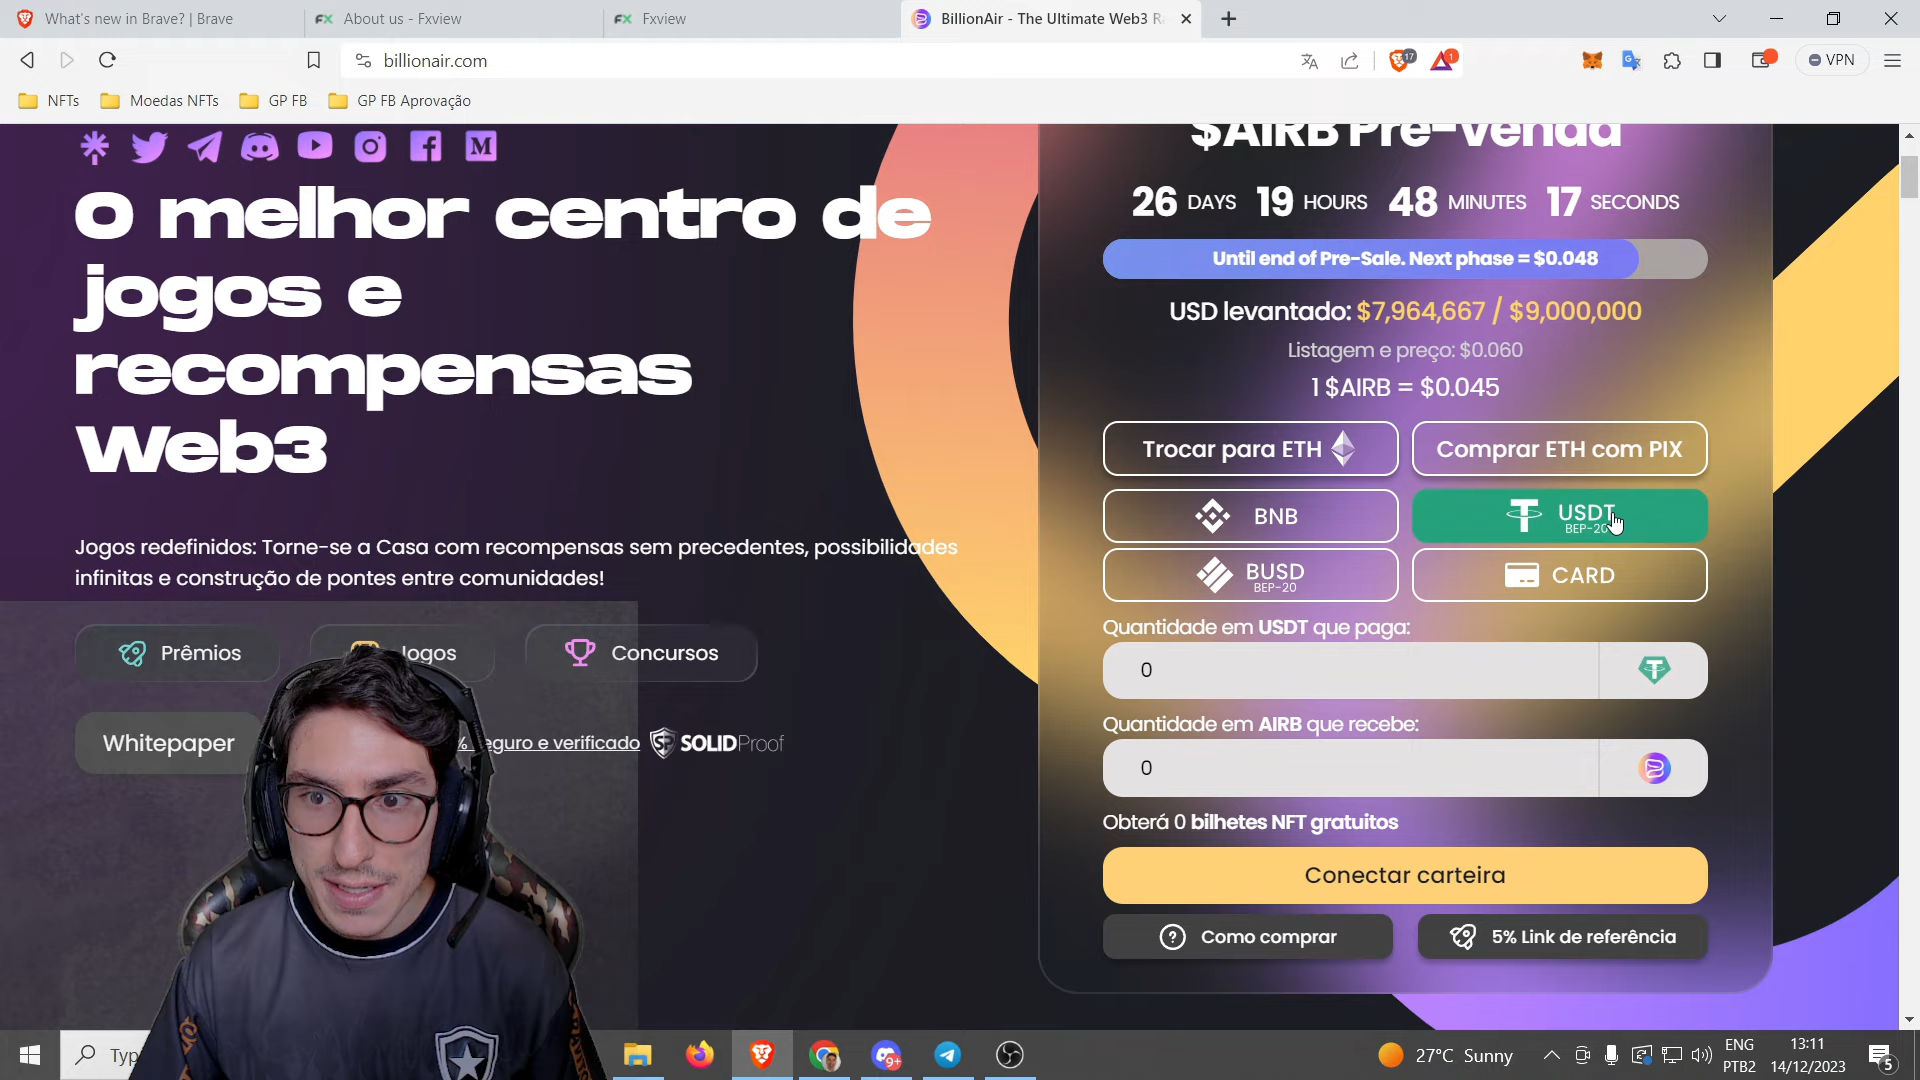 What's new in Brave? | Brave
About us - Fxview
Fxview
BillionAir - The Ultimate Web3 R
billionair.com
17
1
VPN
NFTs
Moedas NFTs
GP FB
GP FB Aprovação
O melhor centro de
jogos e
recompensas
Web3
Jogos redefinidos: Torne-se a Casa com recompensas sem precedentes, possibilidades
infinitas e construção de pontes entre comunidades!
Prêmios
Jogos
Concursos
Whitepaper
% seguro e verificado
SOLIDProof
$AIRB Pré-Venda
26 DAYS 19 HOURS 48 MINUTES 17 SECONDS
Until end of Pre-Sale. Next phase = $0.048
USD levantado: $7,964,667 / $9,000,000
Listagem e preço: $0.060
1 $AIRB = $0.045
Trocar para ETH
Comprar ETH com PIX
BNB
USDT
BEP-20
BUSD
BEP-20
CARD
Quantidade em USDT que paga:
0
Quantidade em AIRB que recebe:
0
Obterá 0 bilhetes NFT gratuitos
Conectar carteira
Como comprar
5% Link de referência
Typ
9+
27°C Sunny
ENG
PTB2
13:11
14/12/2023
5